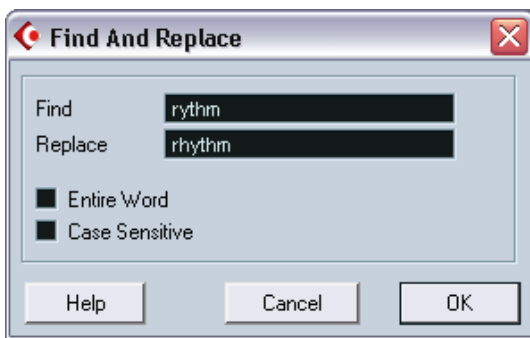 Find And Replace
Find rythm
Replace rhythm
Entire Word
Case Sensitive
Help Cancel OK